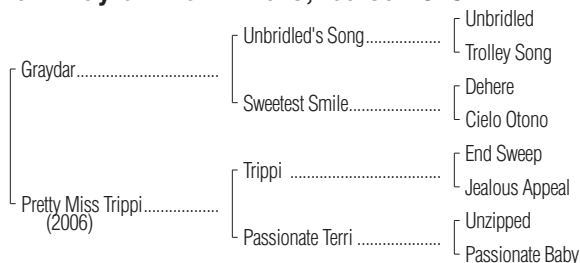 Unbridled
Unbridled's Song
Trolley Song
Graydar
Dehere
Sweetest Smile
Cielo Otono
End Sweep
Trippi
Jealous Appeal
Pretty Miss Trippi
(2006)
Unzipped
Passionate Terri
Passionate Baby